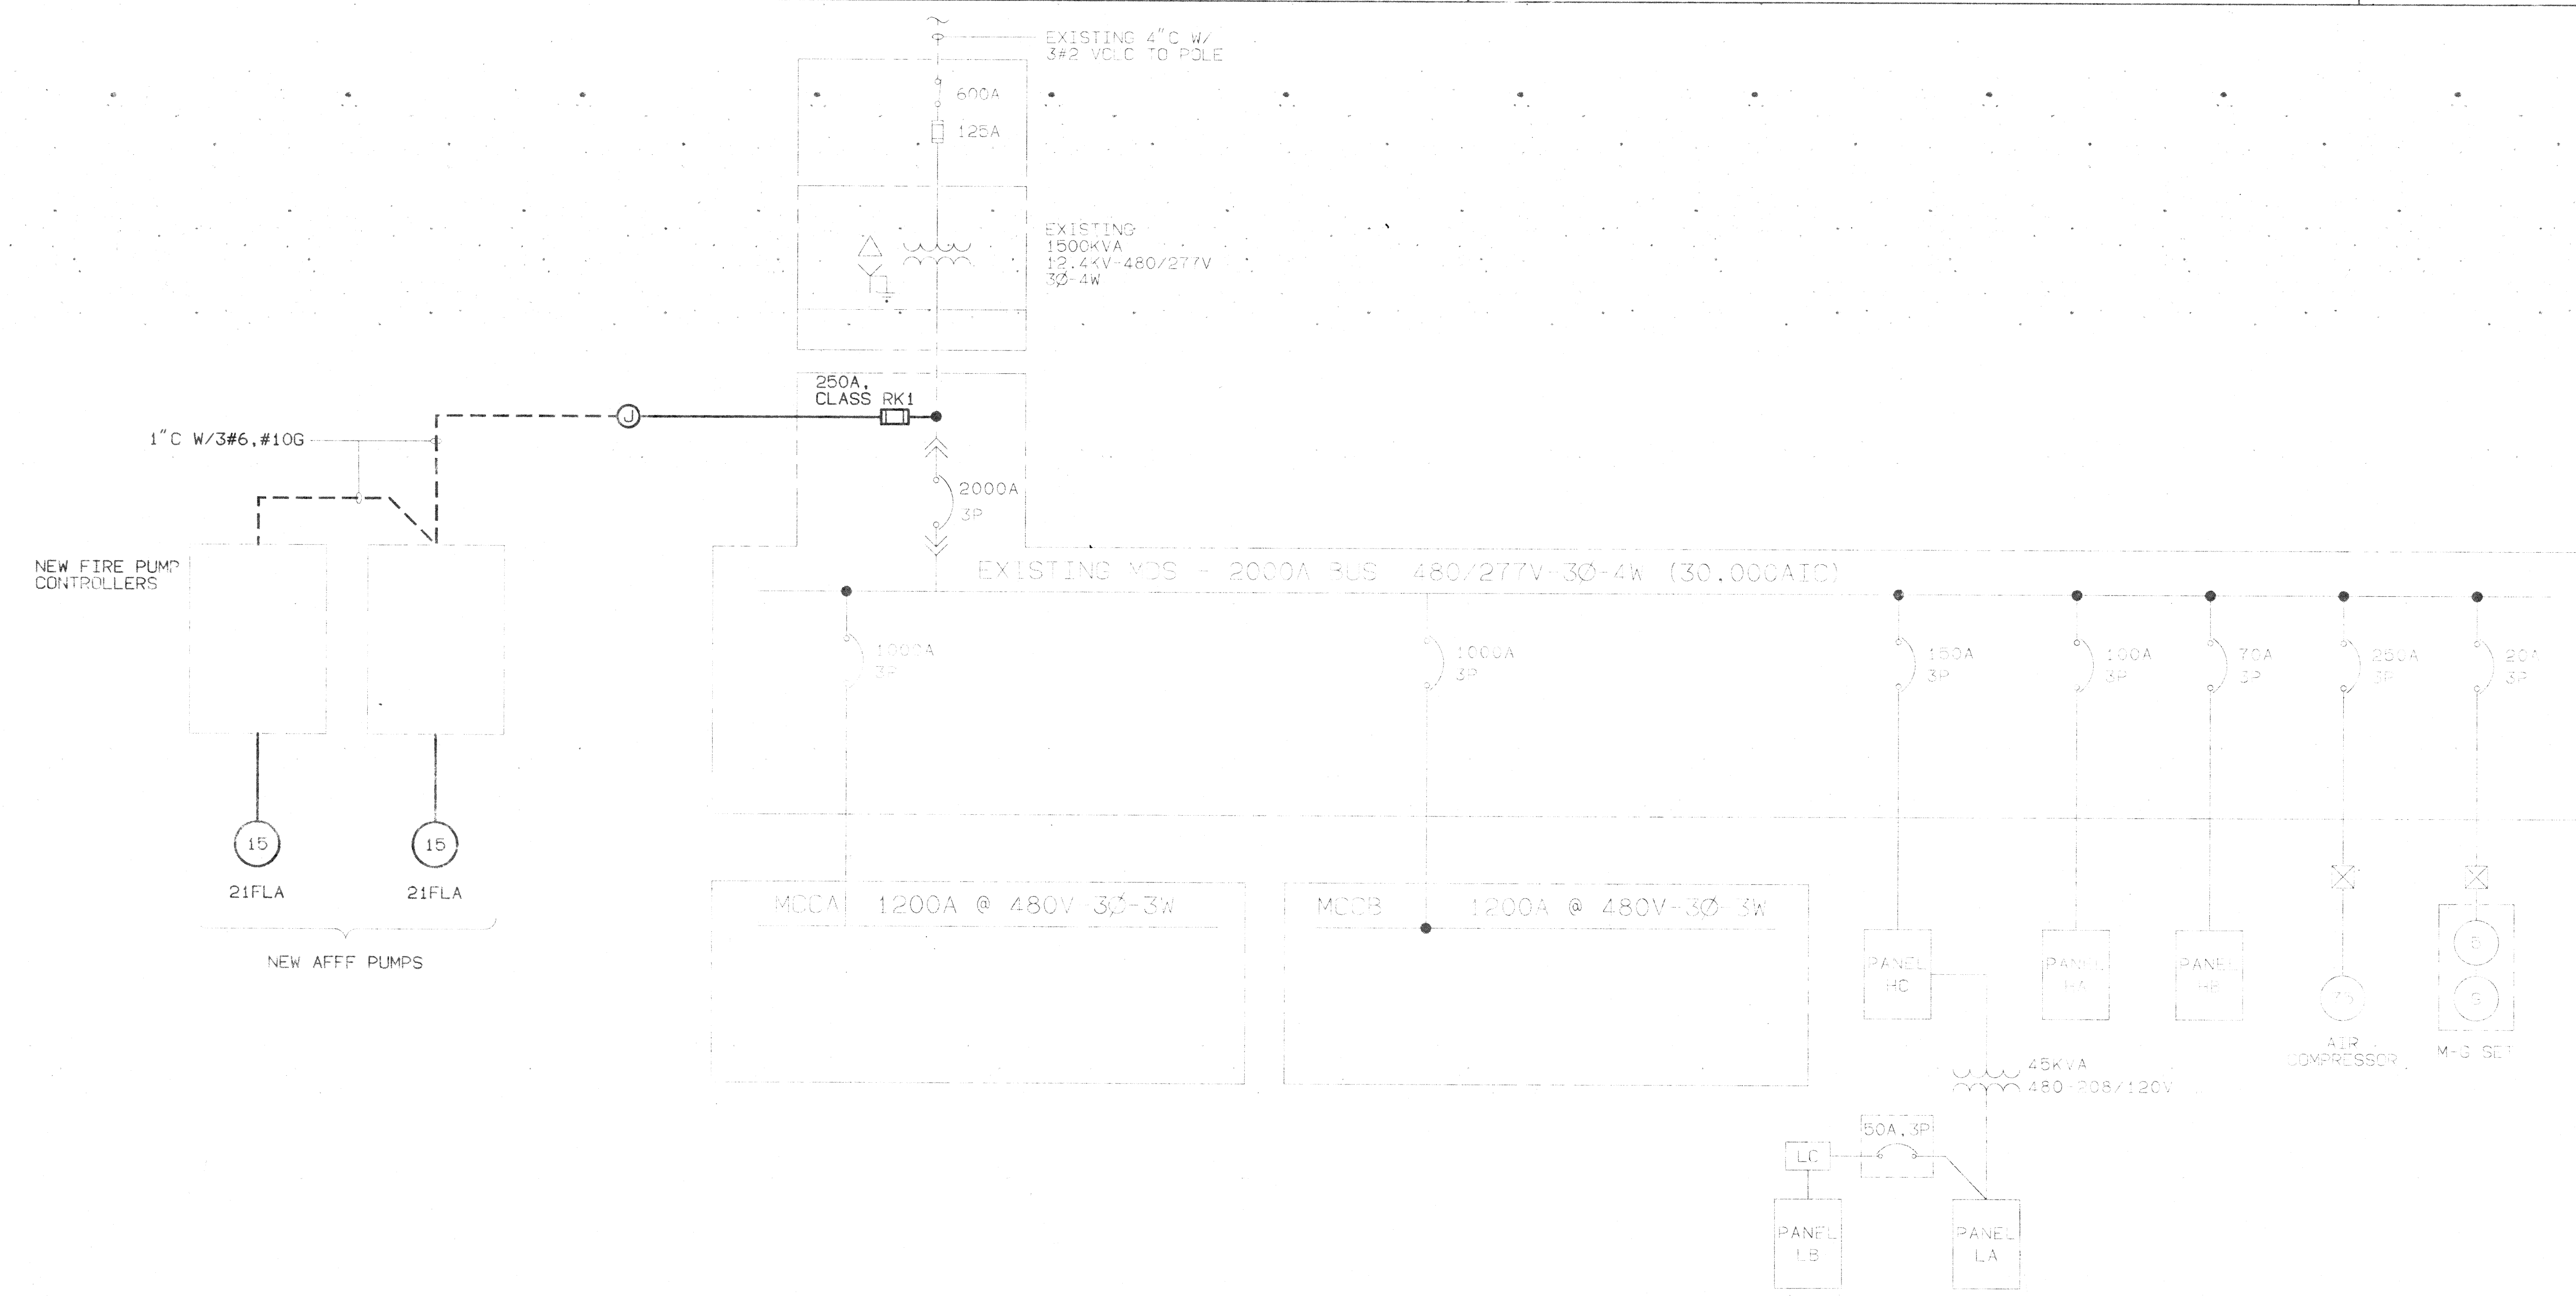 EXISTING 4"C W/
3#2 VCLC TO POLE
600A
125A
EXISTING
1500KVA
12.4KV-480/277V
3Ø-4W
250A,
CLASS RK1
J
1"C W/3#6,#10G
2000A
3P
NEW FIRE PUMP
CONTROLLERS
EXISTING MDS - 2000A BUS 480/277V-3Ø-4W (30,000AIC)
1000A
3P
1000A
3P
150A
3P
100A
3P
70A
3P
250A
3P
20A
3P
15
15
21FLA
21FLA
NEW AFFF PUMPS
MCCA 1200A @ 480V-3Ø-3W
MCCB 1200A @ 480V-3Ø-3W
PANEL
HC
PANEL
HA
PANEL
HB
75
AIR
COMPRESSOR
5
M-G SET
45KVA
480-208/120V
50A,3P
LC
PANEL
LB
PANEL
LA